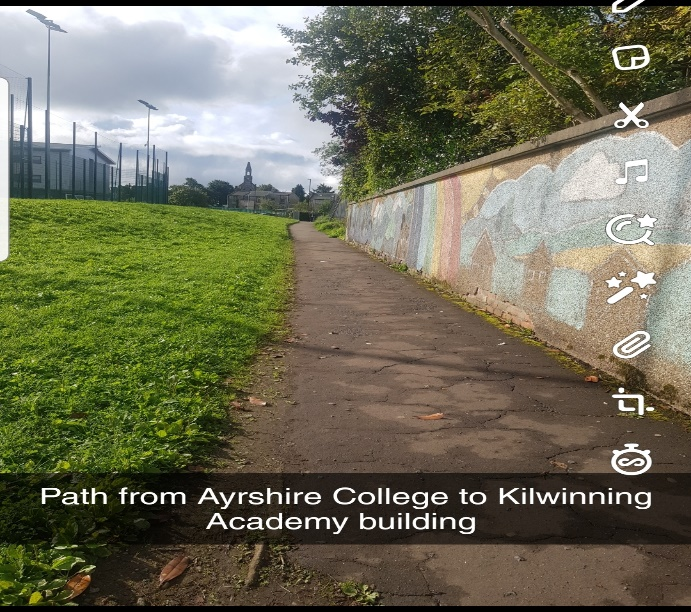 Path from Ayrshire College to Kilwinning
Academy building